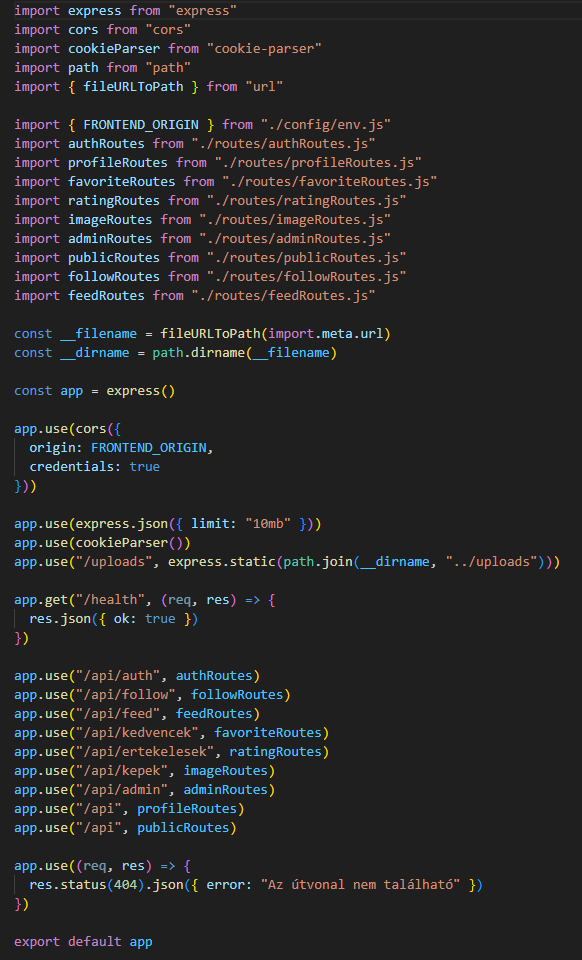 import express from "express"
import cors from "cors"
import cookieParser from "cookie-parser"
import path from "path"
import { fileURLToPath } from "url"

import { FRONTEND_ORIGIN } from "./config/env.js"
import authRoutes from "./routes/authRoutes.js"
import profileRoutes from "./routes/profileRoutes.js"
import favoriteRoutes from "./routes/favoriteRoutes.js"
import ratingRoutes from "./routes/ratingRoutes.js"
import imageRoutes from "./routes/imageRoutes.js"
import adminRoutes from "./routes/adminRoutes.js"
import publicRoutes from "./routes/publicRoutes.js"
import followRoutes from "./routes/followRoutes.js"
import feedRoutes from "./routes/feedRoutes.js"

const __filename = fileURLToPath(import.meta.url)
const __dirname = path.dirname(__filename)

const app = express()

app.use(cors({
  origin: FRONTEND_ORIGIN,
  credentials: true
}))

app.use(express.json({ limit: "10mb" }))
app.use(cookieParser())
app.use("/uploads", express.static(path.join(__dirname, "../uploads")))

app.get("/health", (req, res) => {
  res.json({ ok: true })
})

app.use("/api/auth", authRoutes)
app.use("/api/follow", followRoutes)
app.use("/api/feed", feedRoutes)
app.use("/api/kedvencek", favoriteRoutes)
app.use("/api/ertekelesek", ratingRoutes)
app.use("/api/kepek", imageRoutes)
app.use("/api/admin", adminRoutes)
app.use("/api", profileRoutes)
app.use("/api", publicRoutes)

app.use((req, res) => {
  res.status(404).json({ error: "Az útvonal nem található" })
})

export default app